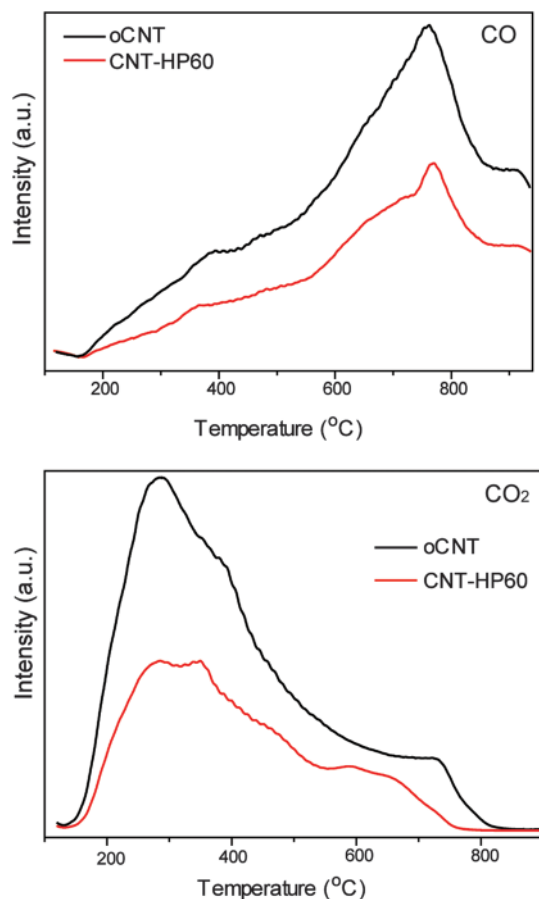 oCNT
CNT-HP60
CO
Intensity (a.u.)
200 400 600 800
Temperature (°C)
CO₂
oCNT
CNT-HP60
Intensity (a.u.)
200 400 600 800
Temperature (°C)